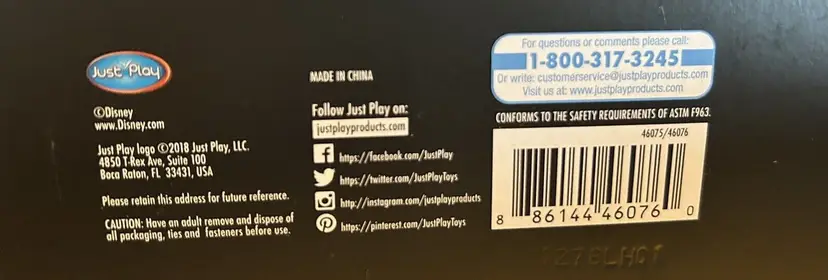 Just Play
©Disney
www.Disney.com
Just Play logo ©2018 Just Play, LLC.
4850 T-Rex Ave, Suite 100
Boca Raton, FL 33431, USA
Please retain this address for future reference.
CAUTION: Have an adult remove and dispose of
all packaging, ties and fasteners before use.
MADE IN CHINA
Follow Just Play on:
justplayproducts.com
https://facebook.com/JustPlay
https://twitter.com/JustPlayToys
http://instagram.com/justplayproducts
https://pinterest.com/JustPlayToys
For questions or comments please call:
1-800-317-3245
Or write: customerservice@justplayproducts.com
Visit us at: www.justplayproducts.com
CONFORMS TO THE SAFETY REQUIREMENTS OF ASTM F963.
46075/46076
8 86144 46076 0